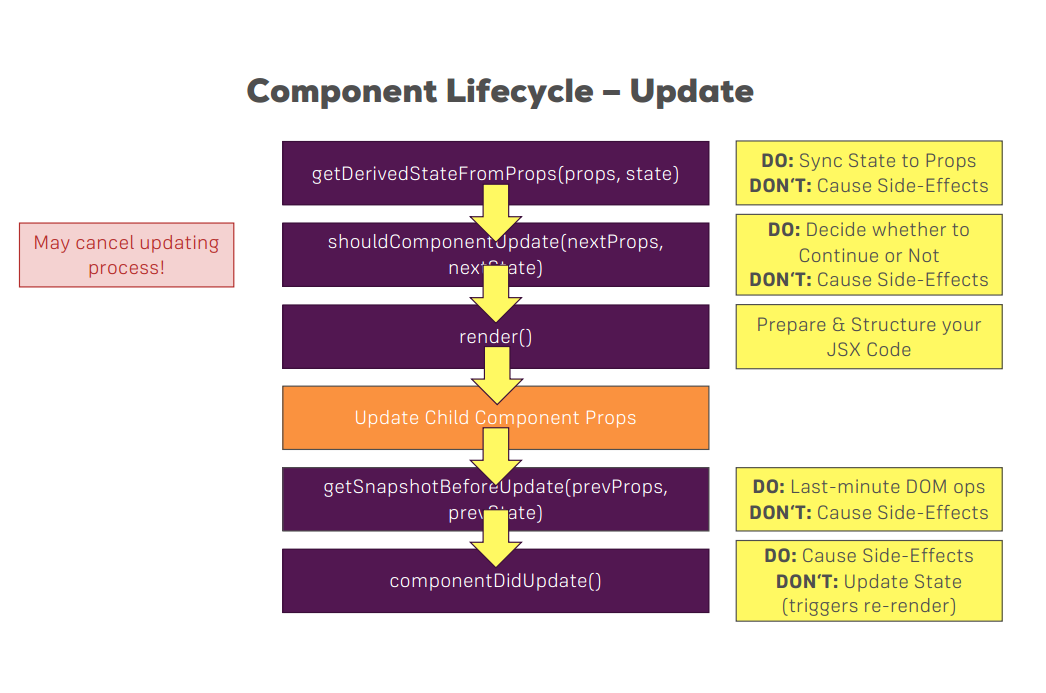 Component Lifecycle – Update
getDerivedStateFromProps(props, state)
DO: Sync State to Props
DON'T: Cause Side-Effects
May cancel updating
process!
shouldComponentUpdate(nextProps,
nextState)
DO: Decide whether to
Continue or Not
DON'T: Cause Side-Effects
render()
Prepare & Structure your
JSX Code
Update Child Component Props
getSnapshotBeforeUpdate(prevProps,
prevState)
DO: Last-minute DOM ops
DON'T: Cause Side-Effects
componentDidUpdate()
DO: Cause Side-Effects
DON'T: Update State
(triggers re-render)